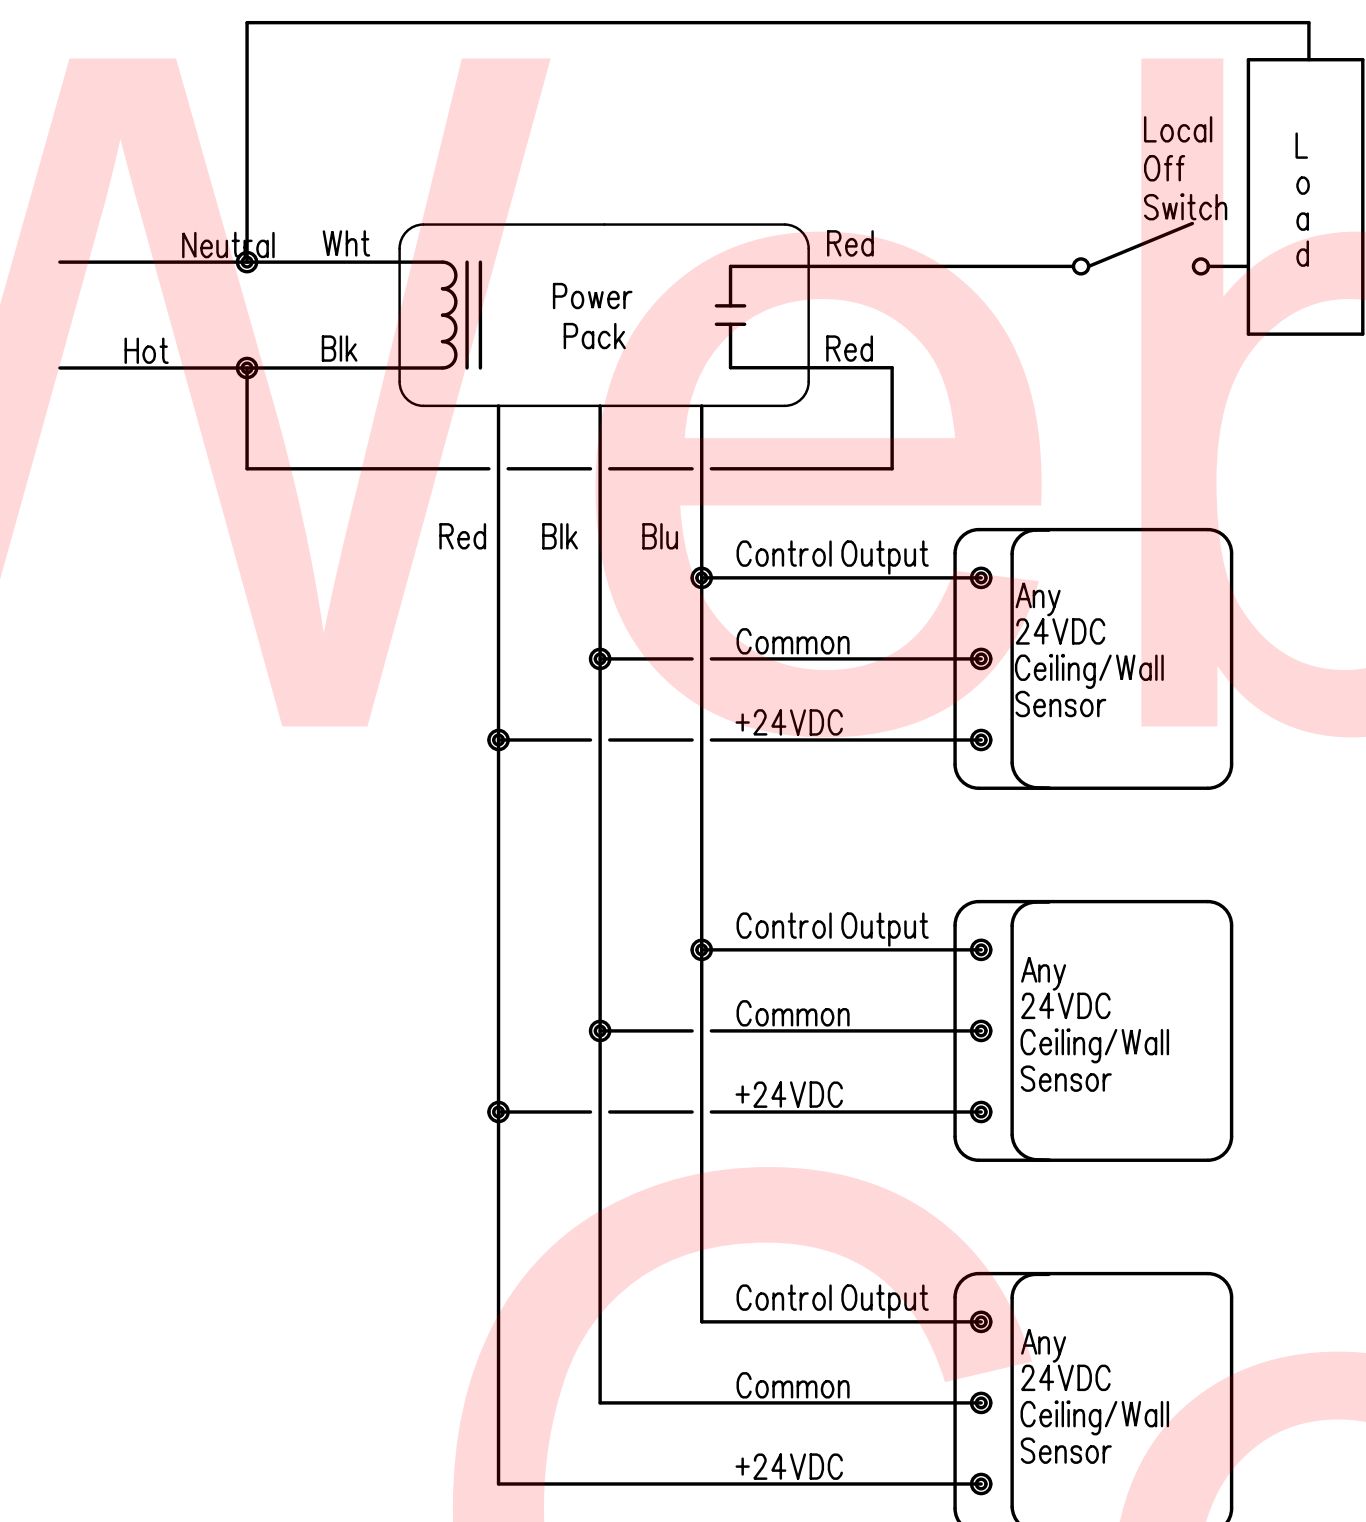 Local
Off
Switch
L
o
a
d
Neutral
Wht
Red
Power
Pack
Hot
Blk
Red
Red
Blk
Blu
Control Output
Common
+24VDC
Any
24VDC
Ceiling/Wall
Sensor
Control Output
Common
+24VDC
Any
24VDC
Ceiling/Wall
Sensor
Control Output
Common
+24VDC
Any
24VDC
Ceiling/Wall
Sensor